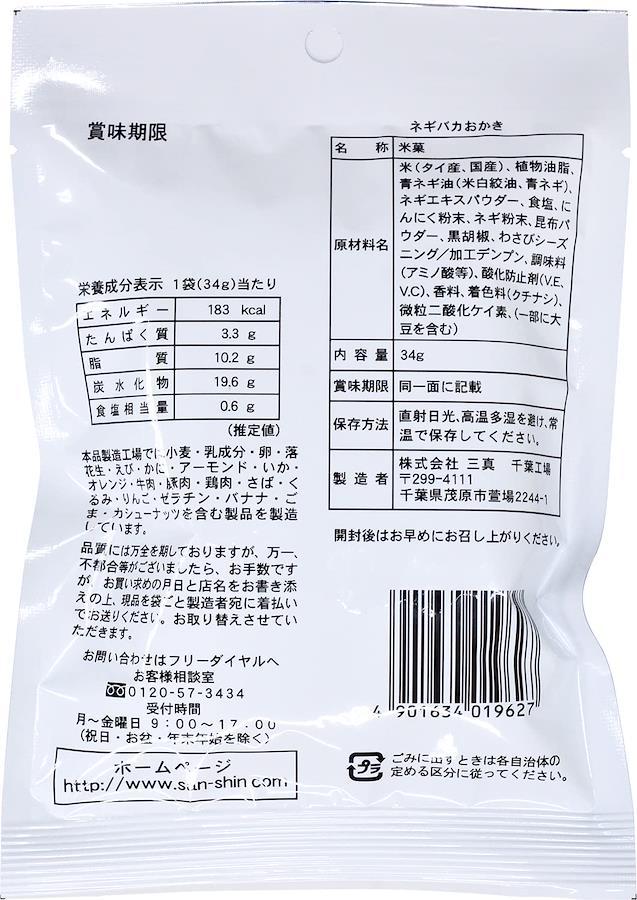 賞味期限
栄養成分表示 1袋(34g)当たり
エネルギー 183 kcal
たんぱく質 3.3 g
脂質 10.2 g
炭水化物 19.6 g
食塩相当量 0.6 g
(推定値)
本品製造工場では小麦・乳成分・卵・落
花生・えび・かに・アーモンド・いか・
オレンジ・牛肉・豚肉・鶏肉・さば・く
るみ・りんご・ゼラチン・バナナ・ご
ま・カシューナッツを含む製品を製造
しています。
品質には万全を期しておりますが、万一、
不都合等がございましたら、お手数です
が、お買い求めの月日と店名をお書き添
えの上、現品を袋ごと製造者宛に着払い
でお送りください。お取り替えさせてい
ただきます。
お問い合わせはフリーダイヤルへ
お客様相談室
0120-57-3434
受付時間
月~金曜日 9:00~17:00
(祝日・お盆・年末年始を除く)
ホームページ
http://www.san-shin.com
ネギバカおかき
名称 米菓
原材料名 米(タイ産、国産)、植物油脂、
青ネギ油(米白絞油、青ネギ)、
ネギエキスパウダー、食塩、に
んにく粉末、ネギ粉末、昆布パ
ウダー、黒胡椒、わさびシーズ
ニング/加工デンプン、調味料
(アミノ酸等)、酸化防止剤(V.E、
V.C)、香料、着色料(クチナシ)、
微粒二酸化ケイ素、(一部に大
豆を含む)
内容量 34g
賞味期限 同一面に記載
保存方法 直射日光、高温多湿を避け、常
温で保存してください。
製造者 株式会社 三真 千葉工場
〒299-4111
千葉県茂原市萱場2244-1
開封後はお早めにお召し上がりください。
4 901634 019627
プラ
ごみに出すときは各自治体の
定める区分に従ってください。